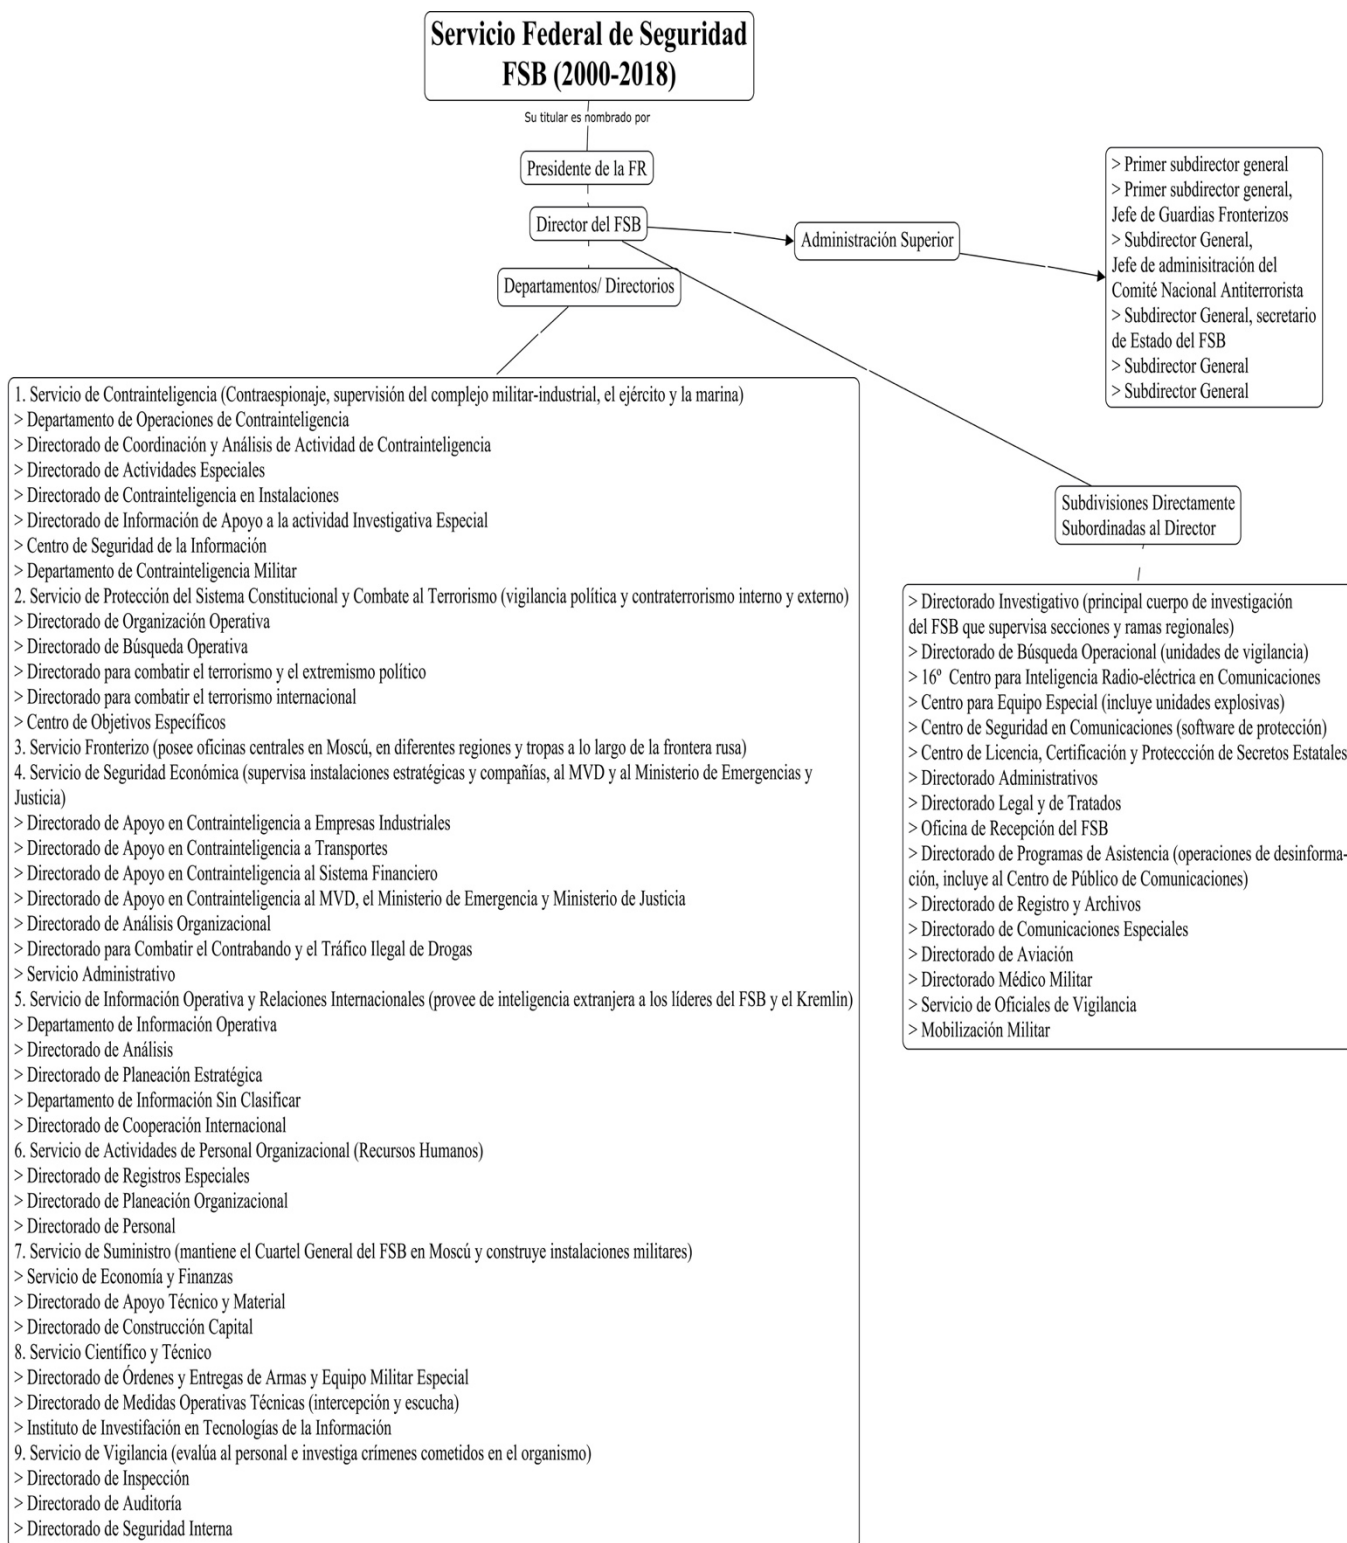 Servicio Federal de Seguridad
FSB (2000-2018)
Su titular es nombrado por
Presidente de la FR
Director del FSB
Administración Superior
> Primer subdirector general
> Primer subdirector general,
Jefe de Guardias Fronterizos
> Subdirector General,
Jefe de adminisitración del
Comité Nacional Antiterrorista
> Subdirector General, secretario
de Estado del FSB
> Subdirector General
> Subdirector General
Departamentos/ Directorios
1. Servicio de Contrainteligencia (Contraespionaje, supervisión del complejo militar-industrial, el ejército y la marina)
> Departamento de Operaciones de Contrainteligencia
> Directorado de Coordinación y Análisis de Actividad de Contrainteligencia
> Directorado de Actividades Especiales
> Directorado de Contrainteligencia en Instalaciones
> Directorado de Información de Apoyo a la actividad Investigativa Especial
> Centro de Seguridad de la Información
> Departamento de Contrainteligencia Militar
2. Servicio de Protección del Sistema Constitucional y Combate al Terrorismo (vigilancia política y contraterrorismo interno y externo)
> Directorado de Organización Operativa
> Directorado de Búsqueda Operativa
> Directorado para combatir el terrorismo y el extremismo político
> Directorado para combatir el terrorismo internacional
> Centro de Objetivos Específicos
3. Servicio Fronterizo (posee oficinas centrales en Moscú, en diferentes regiones y tropas a lo largo de la frontera rusa)
4. Servicio de Seguridad Económica (supervisa instalaciones estratégicas y compañías, al MVD y al Ministerio de Emergencias y
Justicia)
> Directorado de Apoyo en Contrainteligencia a Empresas Industriales
> Directorado de Apoyo en Contrainteligencia a Transportes
> Directorado de Apoyo en Contrainteligencia al Sistema Financiero
> Directorado de Apoyo en Contrainteligencia al MVD, el Ministerio de Emergencia y Ministerio de Justicia
> Directorado de Análisis Organizacional
> Directorado para Combatir el Contrabando y el Tráfico Ilegal de Drogas
> Servicio Administrativo
5. Servicio de Información Operativa y Relaciones Internacionales (provee de inteligencia extranjera a los líderes del FSB y el Kremlin)
> Departamento de Información Operativa
> Directorado de Análisis
> Directorado de Planeación Estratégica
> Departamento de Información Sin Clasificar
> Directorado de Cooperación Internacional
6. Servicio de Actividades de Personal Organizacional (Recursos Humanos)
> Directorado de Registros Especiales
> Directorado de Planeación Organizacional
> Directorado de Personal
7. Servicio de Suministro (mantiene el Cuartel General del FSB en Moscú y construye instalaciones militares)
> Servicio de Economía y Finanzas
> Directorado de Apoyo Técnico y Material
> Directorado de Construcción Capital
8. Servicio Científico y Técnico
> Directorado de Órdenes y Entregas de Armas y Equipo Militar Especial
> Directorado de Medidas Operativas Técnicas (intercepción y escucha)
> Instituto de Investifación en Tecnologías de la Información
9. Servicio de Vigilancia (evalúa al personal e investiga crímenes cometidos en el organismo)
> Directorado de Inspección
> Directorado de Auditoría
> Directorado de Seguridad Interna
Subdivisiones Directamente
Subordinadas al Director
> Directorado Investigativo (principal cuerpo de investigación
del FSB que supervisa secciones y ramas regionales)
> Directorado de Búsqueda Operacional (unidades de vigilancia)
> 16º Centro para Inteligencia Radio-eléctrica en Comunicaciones
> Centro para Equipo Especial (incluye unidades explosivas)
> Centro de Seguridad en Comunicaciones (software de protección)
> Centro de Licencia, Certificación y Proteccción de Secretos Estatales
> Directorado Administrativos
> Directorado Legal y de Tratados
> Oficina de Recepción del FSB
> Directorado de Programas de Asistencia (operaciones de desinforma-
ción, incluye al Centro de Público de Comunicaciones)
> Directorado de Registro y Archivos
> Directorado de Comunicaciones Especiales
> Directorado de Aviación
> Directorado Médico Militar
> Servicio de Oficiales de Vigilancia
> Mobilización Militar